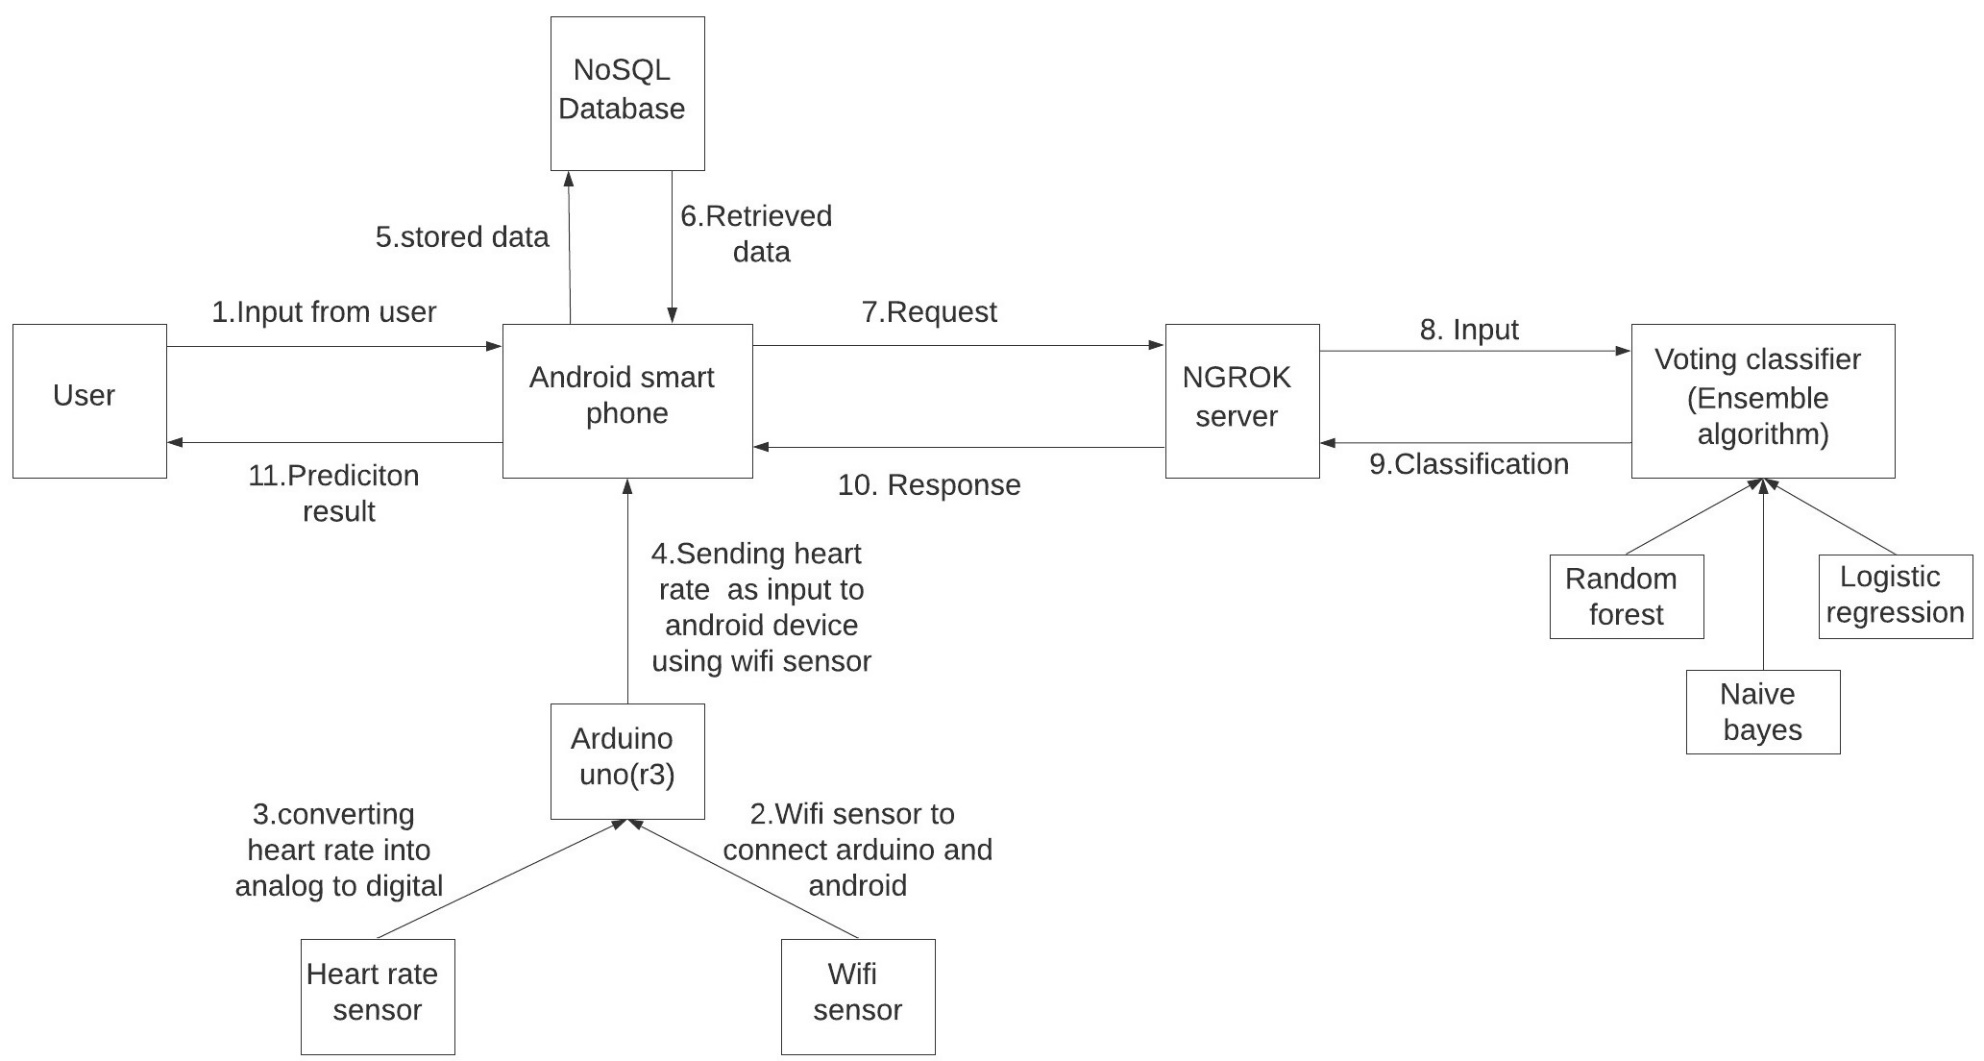 NoSQL
Database
5.stored data
6.Retrieved
data
1.Input from user
7.Request
8. Input
User
Android smart
phone
NGROK
server
Voting classifier
(Ensemble
algorithm)
11.Prediciton
result
10. Response
9.Classification
4.Sending heart
rate as input to
android device
using wifi sensor
Random
forest
Logistic
regression
Naive
bayes
Arduino
uno(r3)
3.converting
heart rate into
analog to digital
2.Wifi sensor to
connect arduino and
android
Heart rate
sensor
Wifi
sensor